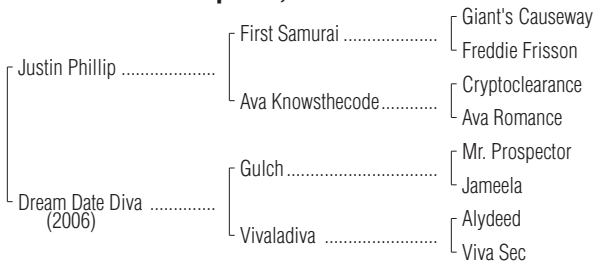 Giant's Causeway
First Samurai ...................
Freddie Frisson
Justin Phillip ...................
Cryptoclearance
Ava Knowsthecode............
Ava Romance
Mr. Prospector
Gulch................................
Jameela
Dream Date Diva ..............
(2006)
Alydeed
Vivaladiva .......................
Viva Sec